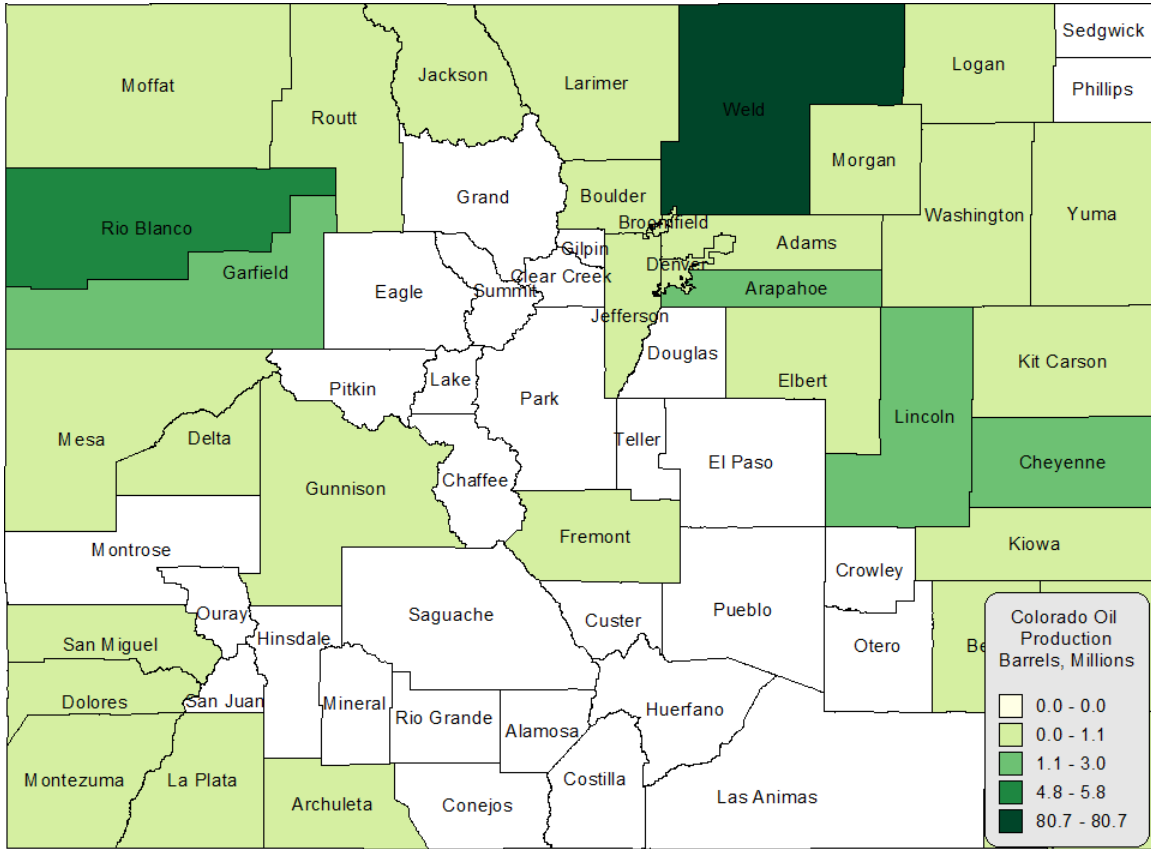 Sedgwick
Moffat
Jackson
Larimer
Logan
Phillips
Routt
Weld
Morgan
Grand
Boulder
Rio Blanco
Broomfield
Washington
Yuma
Garfield
Gilpin
Adams
Denver
Eagle
Summit
Clear Creek
Arapahoe
Jefferson
Douglas
Kit Carson
Pitkin
Lake
Park
Elbert
Lincoln
Mesa
Delta
Teller
El Paso
Cheyenne
Chaffee
Gunnison
Fremont
Kiowa
Montrose
Crowley
Ouray
Saguache
Pueblo
San Miguel
Hinsdale
Custer
Otero
Be
Dolores
San Juan
Mineral
Rio Grande
Alamosa
Huerfano
Montezuma
La Plata
Archuleta
Conejos
Costilla
Las Animas
Colorado Oil
Production
Barrels, Millions
0.0 - 0.0
0.0 - 1.1
1.1 - 3.0
4.8 - 5.8
80.7 - 80.7